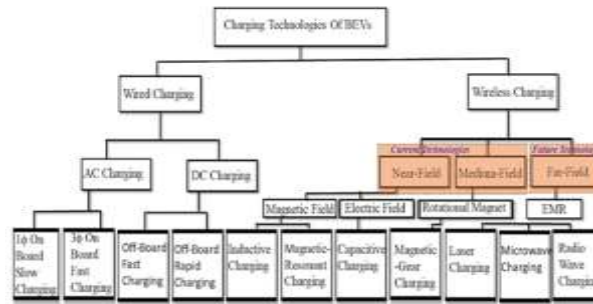 Charging Technologies Of BEVs
Wired Charging
Wireless Charging
Current Technologies
Future Technolo
AC Charging
DC Charging
Near-Field
Medium-Field
Far-Field
Magnetic Field
Electric Field
Rotational Magnet
EMR
1ϕ On
Board
Slow
Charging
3ϕ On
Board
Fast
Charging
Off-Board
Fast
Charging
Off-Board
Rapid
Charging
Inductive
Charging
Magnetic-
Resonant
Charging
Capacitive
Charging
Magnetic
-Gear
Charging
Laser
Charging
Microwave
Charging
Radio
Wave
Charging